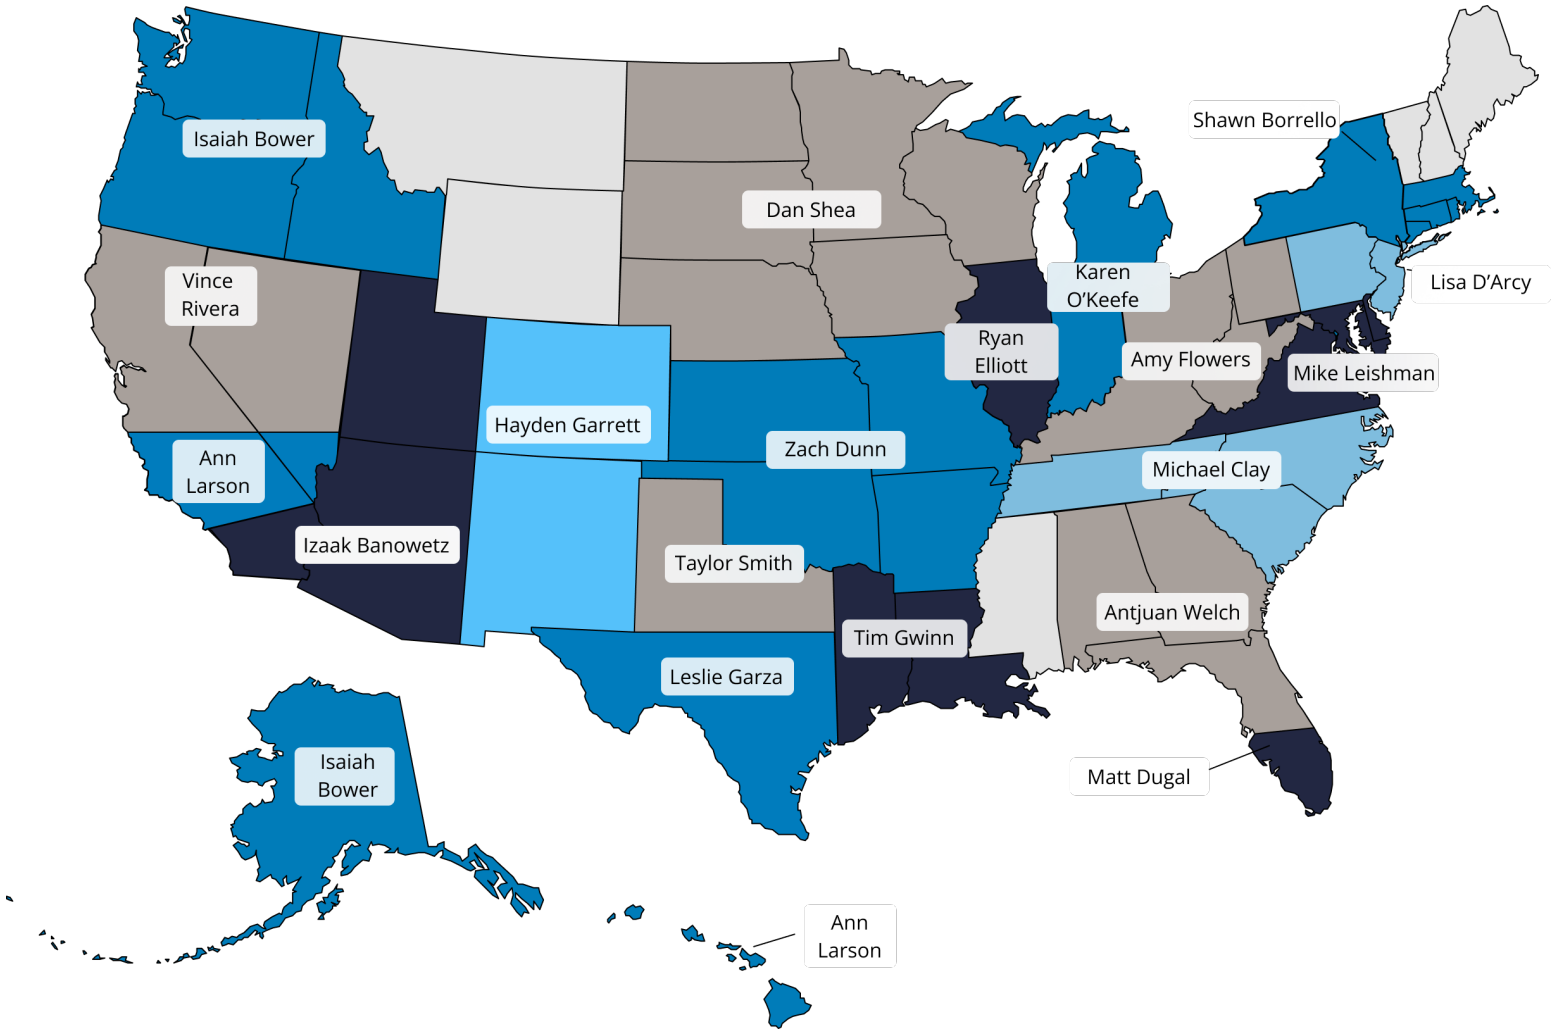 Shawn Borrello
Isaiah Bower
Dan Shea
Vince
Rivera
Karen
O’Keefe
Lisa D’Arcy
Ryan
Elliott
Amy Flowers
Mike Leishman
Hayden Garrett
Zach Dunn
Michael Clay
Ann
Larson
Izaak Banowetz
Taylor Smith
Antjuan Welch
Tim Gwinn
Leslie Garza
Matt Dugal
Isaiah
Bower
Ann
Larson